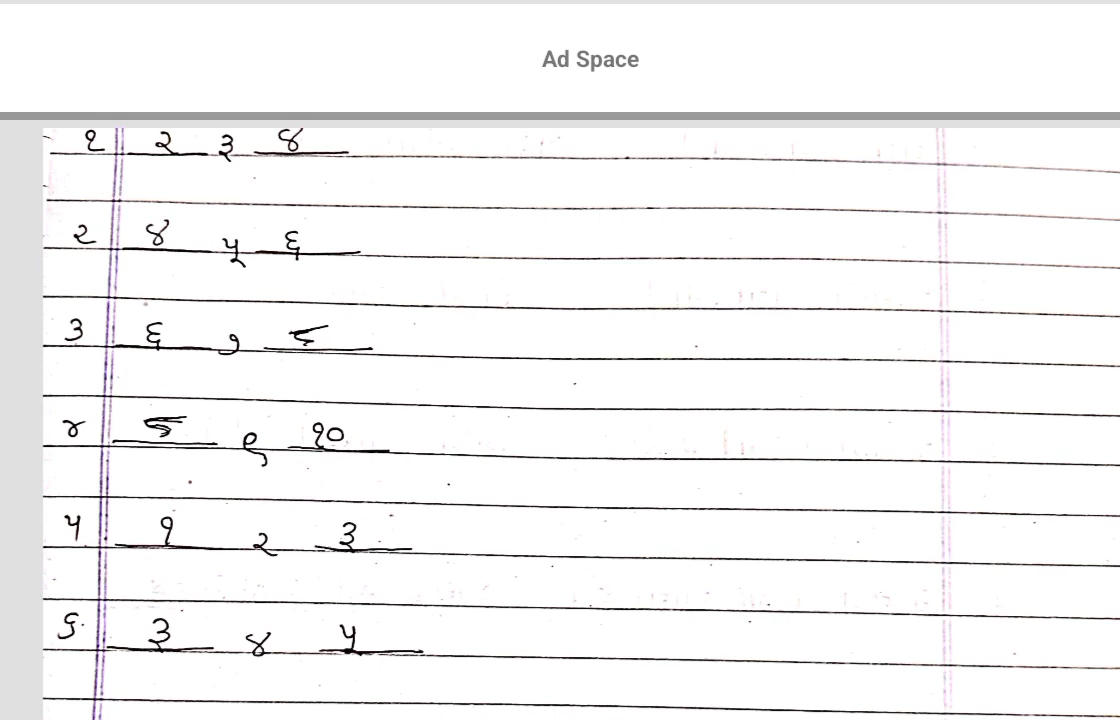 Ad Space
१ २ ३ ४
२ ४ ५ ६
३ ६ ७ ८
४ ८ ९ १०
५ १ २ ३
६. ३ ४ ५